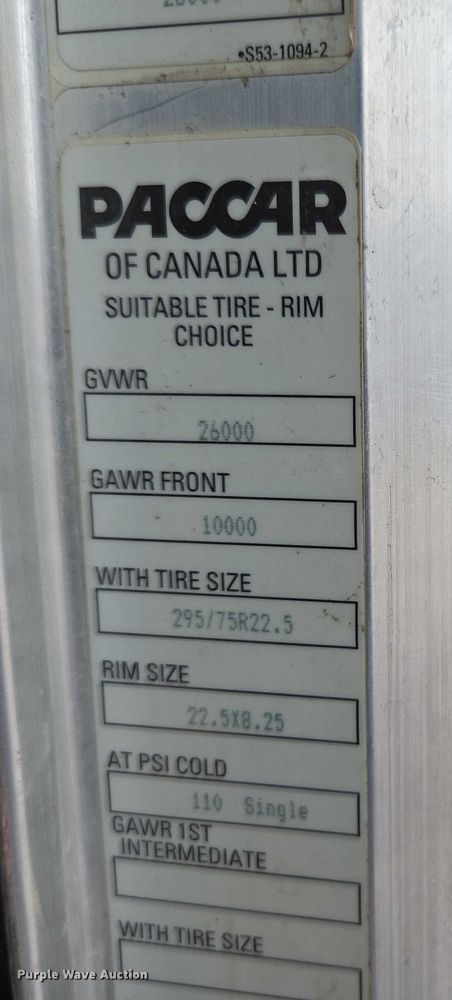 •S53-1094-2
PACCAR
OF CANADA LTD
SUITABLE TIRE - RIM
CHOICE
GVWR
26000
GAWR FRONT
10000
WITH TIRE SIZE
295/75R22.5
RIM SIZE
22.5X8.25
AT PSI COLD
110 Single
GAWR 1ST
INTERMEDIATE
WITH TIRE SIZE
Purple Wave Auction